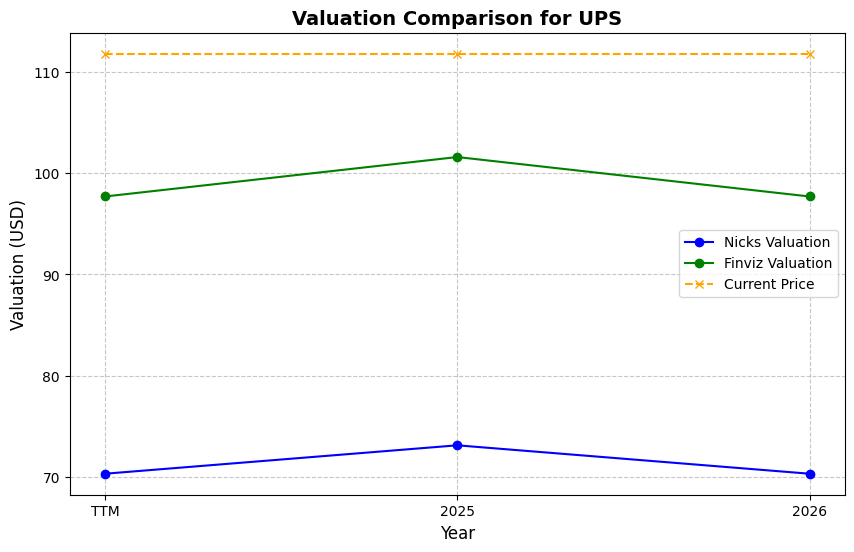 Valuation Comparison for UPS
Valuation (USD)
110
100
90
80
70
Nicks Valuation
Finviz Valuation
Current Price
TTM
2025
2026
Year